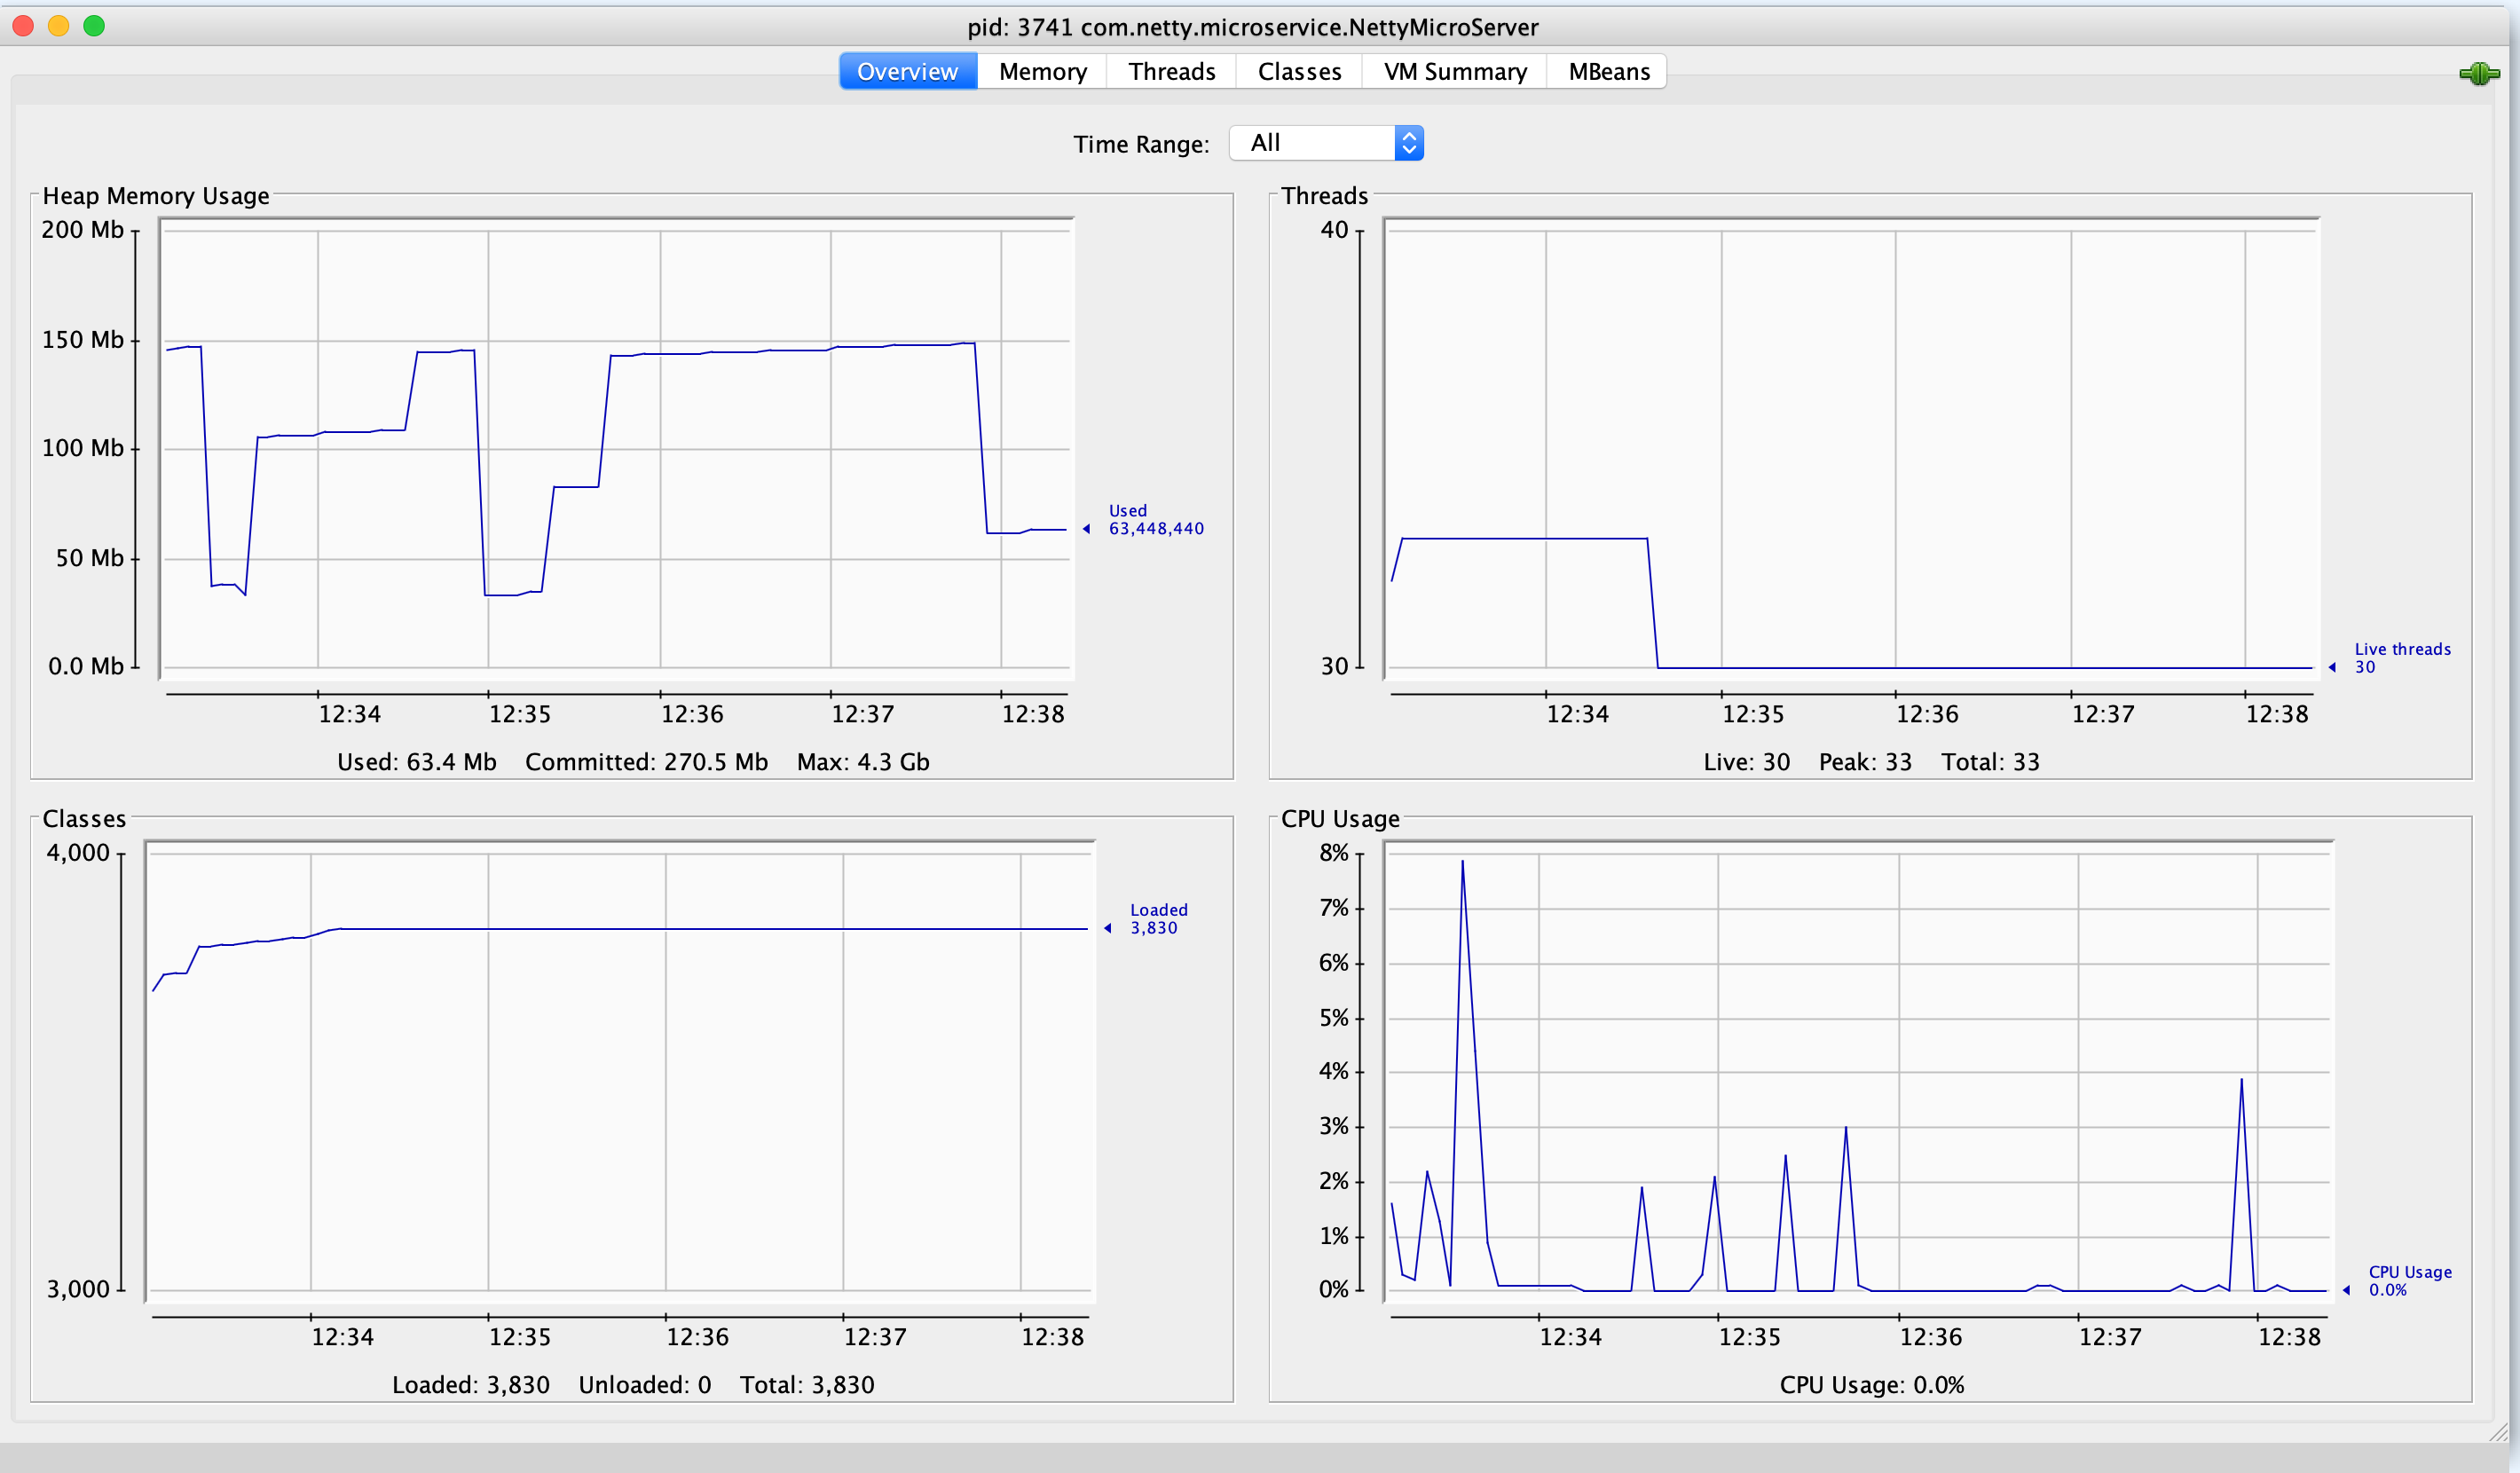 pid: 3741 com.netty.microservice.NettyMicroServer
Overview Memory Threads Classes VM Summary MBeans
Time Range: All
Heap Memory Usage
200 Mb
150 Mb
100 Mb
50 Mb
0.0 Mb
Used
63,448,440
12:34 12:35 12:36 12:37 12:38
Used: 63.4 Mb Committed: 270.5 Mb Max: 4.3 Gb
Threads
40
30
Live threads
30
12:34 12:35 12:36 12:37 12:38
Live: 30 Peak: 33 Total: 33
Classes
4,000
3,000
Loaded
3,830
12:34 12:35 12:36 12:37 12:38
Loaded: 3,830 Unloaded: 0 Total: 3,830
CPU Usage
8%
7%
6%
5%
4%
3%
2%
1%
0%
CPU Usage
0.0%
12:34 12:35 12:36 12:37 12:38
CPU Usage: 0.0%